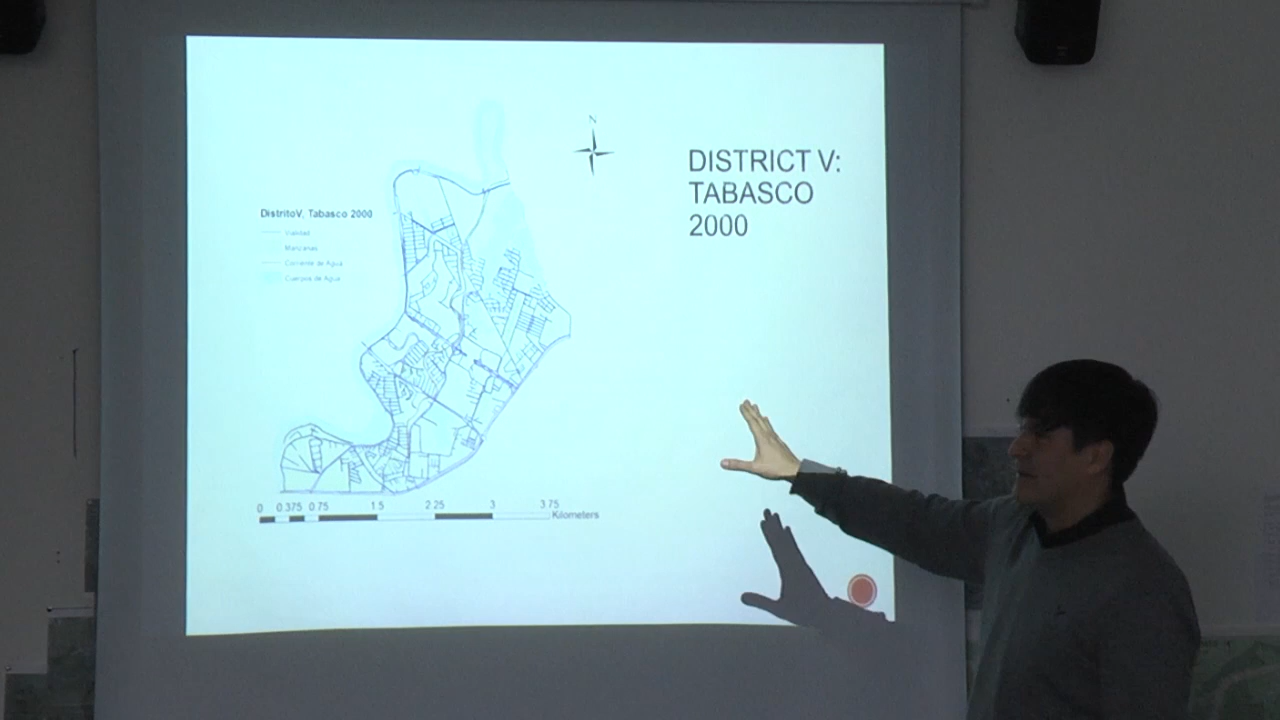 N
DISTRICT V:
TABASCO
2000
DistritoV, Tabasco 2000
Vialidad
Manzanas
Corriente de Agua
Cuerpos de Agua
0 0.375 0.75 1.5 2.25 3 3.75
Kilometers